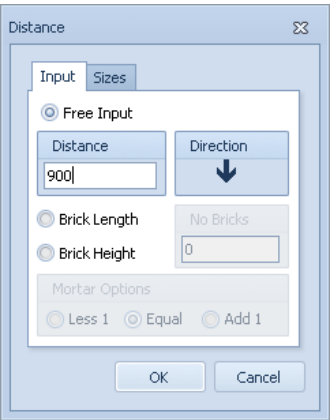 Distance
Input Sizes
Free Input
Distance Direction
900
Brick Length No Bricks
Brick Height 0
Mortar Options
Less 1 Equal Add 1
OK Cancel